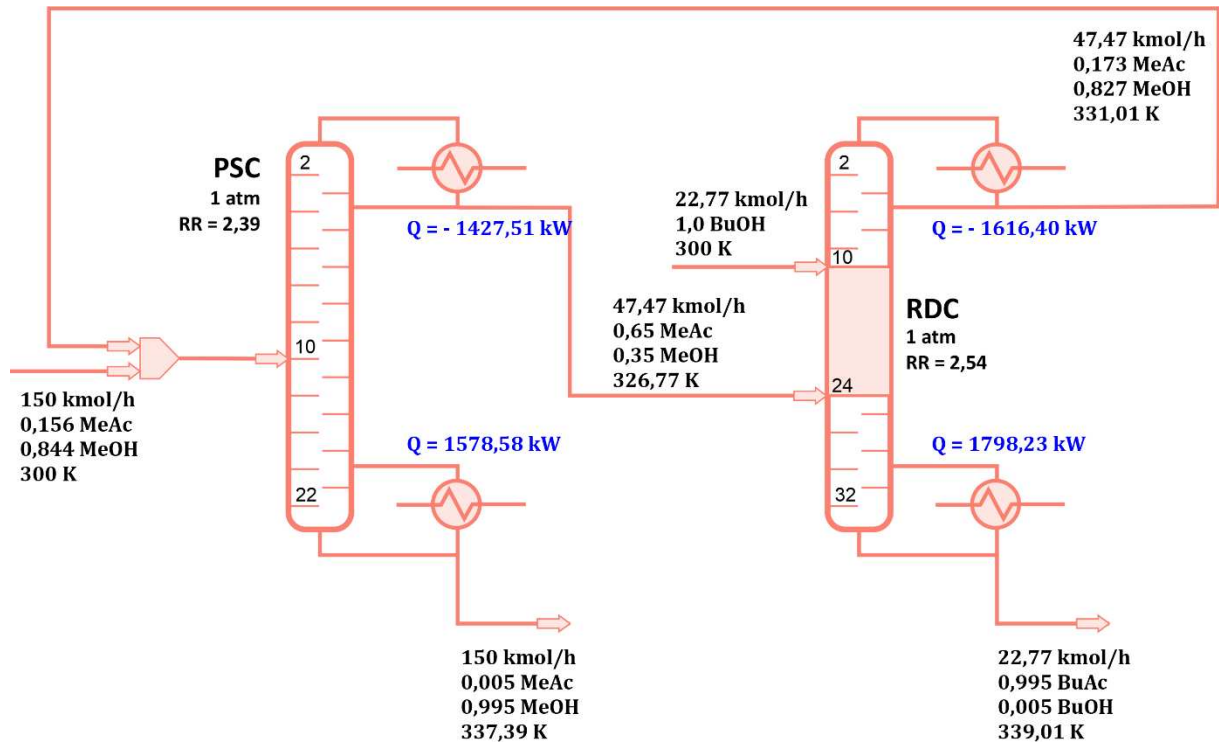 47,47 kmol/h
0,173 MeAc
0,827 MeOH
331,01 K
PSC
1 atm
RR = 2,39
2
10
22
Q = - 1427,51 kW
Q = 1578,58 kW
150 kmol/h
0,156 MeAc
0,844 MeOH
300 K
150 kmol/h
0,005 MeAc
0,995 MeOH
337,39 K
22,77 kmol/h
1,0 BuOH
300 K
47,47 kmol/h
0,65 MeAc
0,35 MeOH
326,77 K
2
10
24
32
RDC
1 atm
RR = 2,54
Q = - 1616,40 kW
Q = 1798,23 kW
22,77 kmol/h
0,995 BuAc
0,005 BuOH
339,01 K